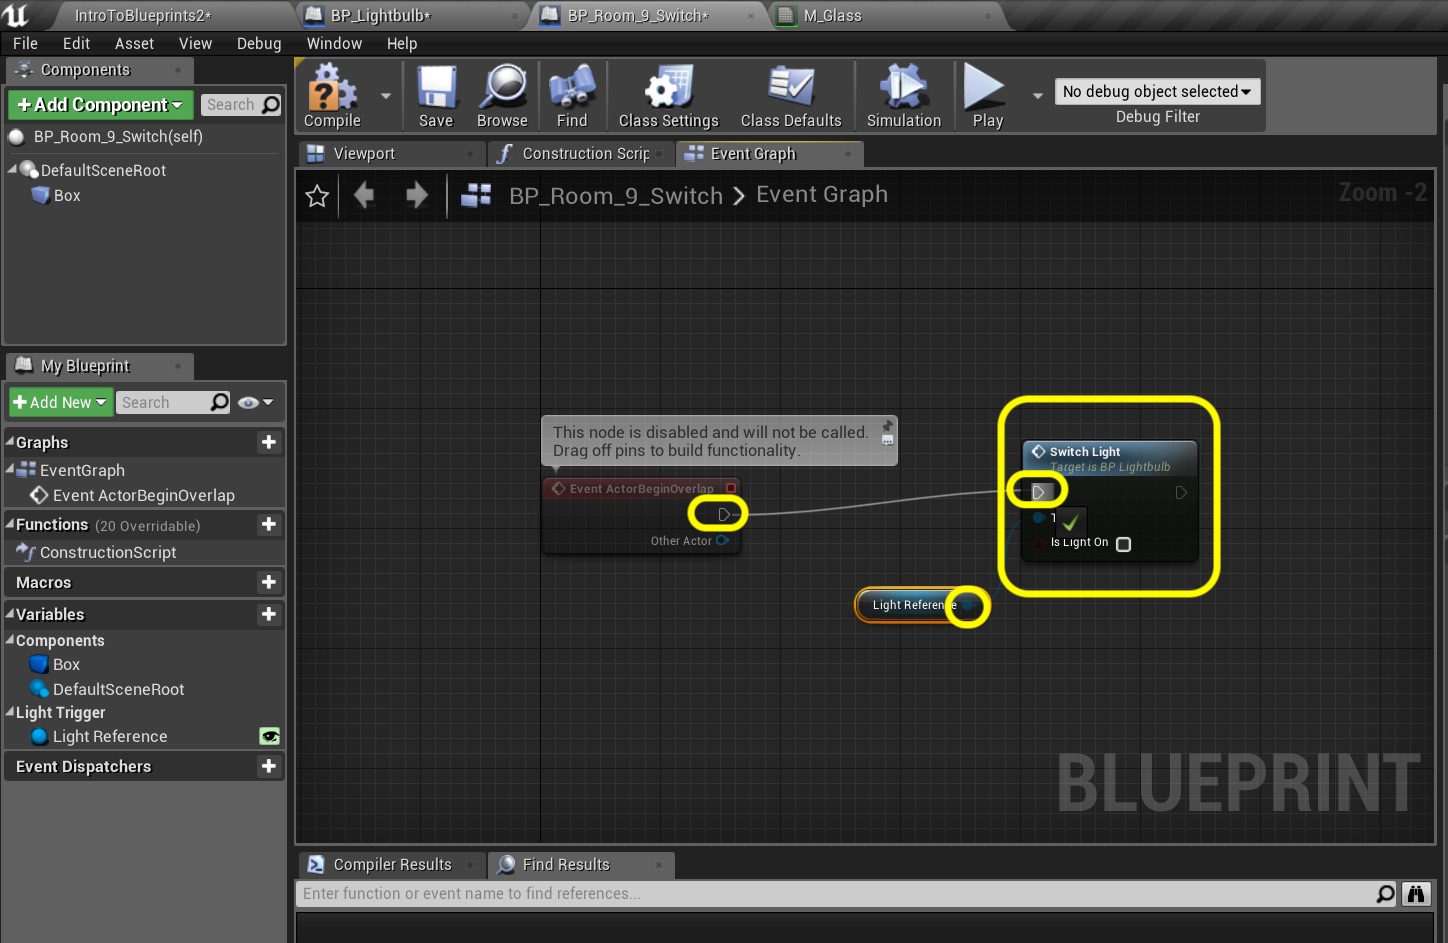 IntroToBlueprints2*
BP_Lightbulb*
BP_Room_9_Switch*
M_Glass
File Edit Asset View Debug Window Help
Components
+Add Component
Search
BP_Room_9_Switch(self)
DefaultSceneRoot
Box
Compile
Save
Browse
Find
Class Settings
Class Defaults
Simulation
Play
No debug object selected
Debug Filter
Viewport
Construction Scrip
Event Graph
BP_Room_9_Switch > Event Graph
Zoom -2
My Blueprint
+Add New
Search
Graphs
EventGraph
Event ActorBeginOverlap
Functions (20 Overridable)
ConstructionScript
Macros
Variables
Components
Box
DefaultSceneRoot
Light Trigger
Light Reference
Event Dispatchers
This node is disabled and will not be called.
Drag off pins to build functionality.
Event ActorBeginOverlap
Other Actor
Switch Light
Target is BP Lightbulb
Is Light On
Light Reference
BLUEPRINT
Compiler Results
Find Results
Enter function or event name to find references...